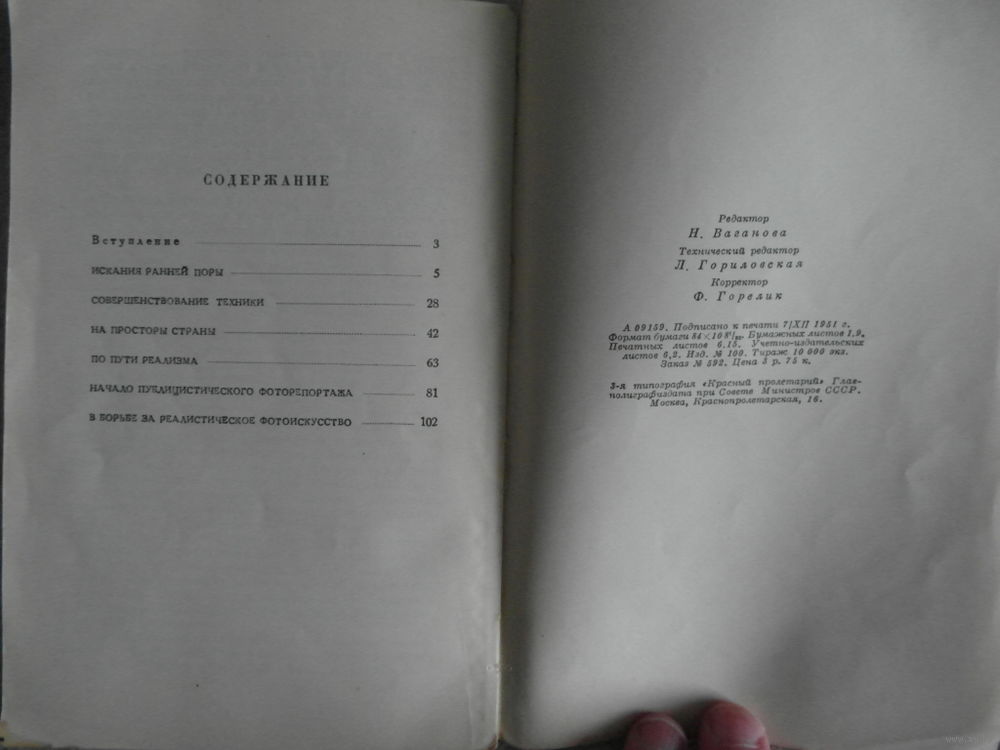 СОДЕРЖАНИЕ
Вступление 3
ИСКАНИЯ РАННЕЙ ПОРЫ 5
СОВЕРШЕНСТВОВАНИЕ ТЕХНИКИ 28
НА ПРОСТОРЫ СТРАНЫ 42
ПО ПУТИ РЕАЛИЗМА 63
НАЧАЛО ПУБЛИЦИСТИЧЕСКОГО ФОТОРЕПОРТАЖА 81
В БОРЬБЕ ЗА РЕАЛИСТИЧЕСКОЕ ФОТОИСКУССТВО 102
Редактор
Н. Ваганова
Технический редактор
Л. Гориловская
Корректор
Ф. Горелик
А 09159. Подписано к печати 7/XII 1951 г.
Формат бумаги 84×108¹/₃₂. Бумажных листов 1,9.
Печатных листов 6,15. Учетно-издательских
листов 6,2. Изд. № 109. Тираж 10 000 экз.
Заказ № 592. Цена 3 р. 75 к.
3-я типография «Красный пролетарий» Глав-
полиграфиздата при Совете Министров СССР.
Москва, Краснопролетарская, 16.